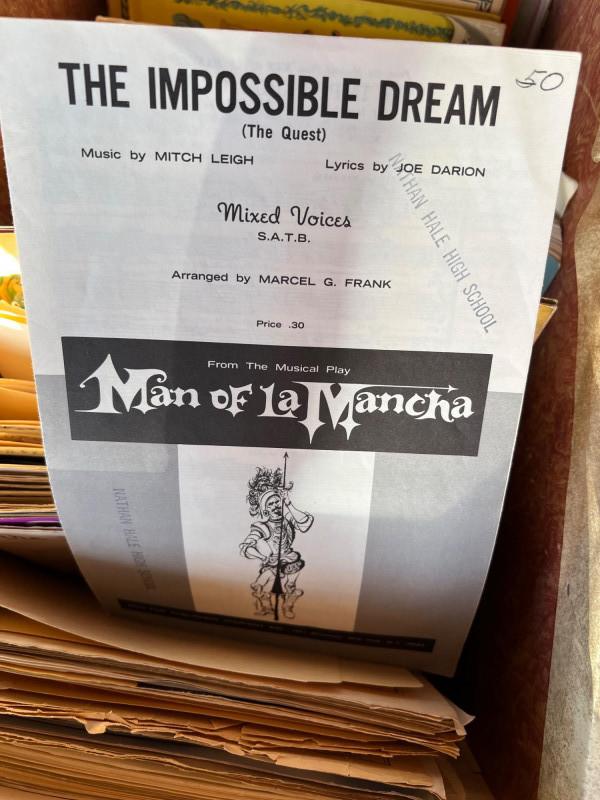 50
THE IMPOSSIBLE DREAM
(The Quest)
Music by MITCH LEIGH
Lyrics by JOE DARION
NATHAN HALE HIGH SCHOOL
Mixed Voices
S.A.T.B.
Arranged by MARCEL G. FRANK
Price .30
From The Musical Play
Man of La Mancha
NATHAN HALE HIGH SCHOOL